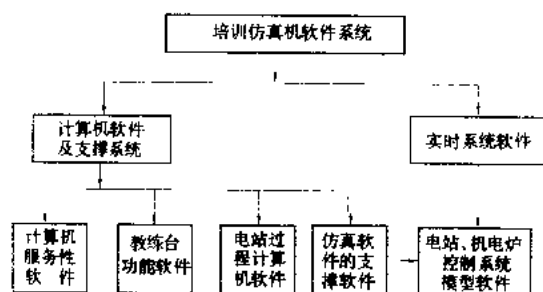 培训仿真机软件系统
计算机软件
及支撑系统
实时系统软件
计算机
服务性
软件
教练台
功能软件
电站过
程计算
机软件
仿真软
件的支
撑软件
电站、机电炉
控制系统
模型软件